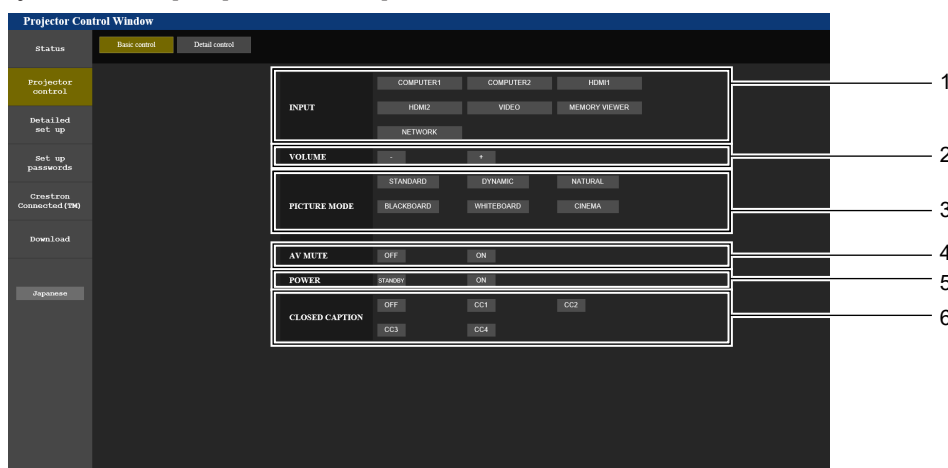 Projector Control Window
Status
Basic control Detail control
Projector
control
Detailed
set up
Set up
passwords
Crestron
Connected(TM)
Download
Japanese
INPUT
COMPUTER1 COMPUTER2 HDMI1
HDMI2 VIDEO MEMORY VIEWER
NETWORK
VOLUME - +
PICTURE MODE
STANDARD DYNAMIC NATURAL
BLACKBOARD WHITEBOARD CINEMA
AV MUTE OFF ON
POWER STANDBY ON
CLOSED CAPTION
OFF CC1 CC2
CC3 CC4
1
2
3
4
5
6